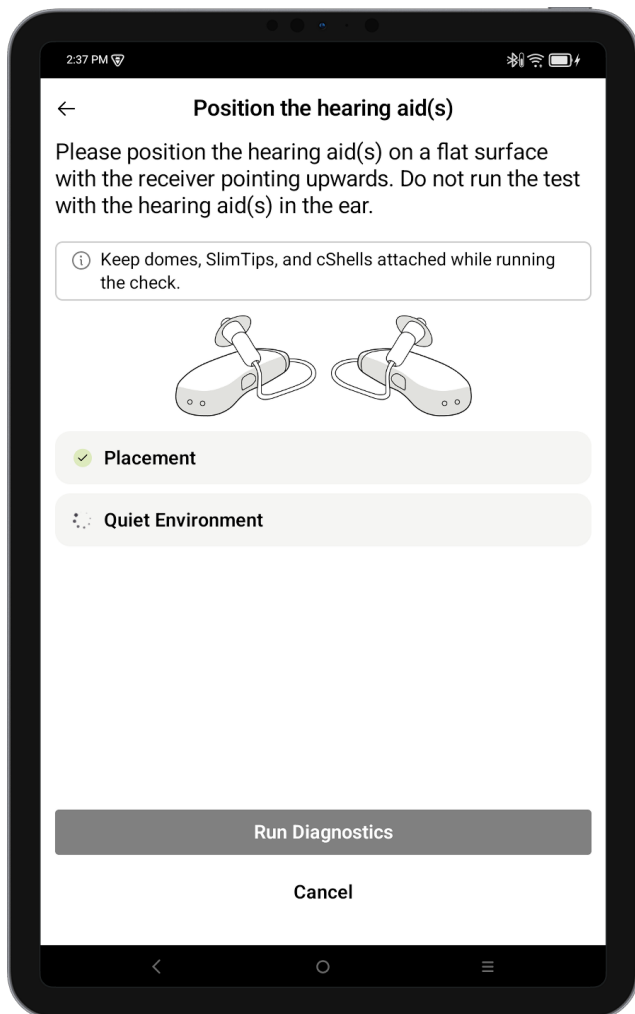 2:37 PM
Position the hearing aid(s)
Please position the hearing aid(s) on a flat surface
with the receiver pointing upwards. Do not run the test
with the hearing aid(s) in the ear.
Keep domes, SlimTips, and cShells attached while running
the check.
Placement
Quiet Environment
Run Diagnostics
Cancel